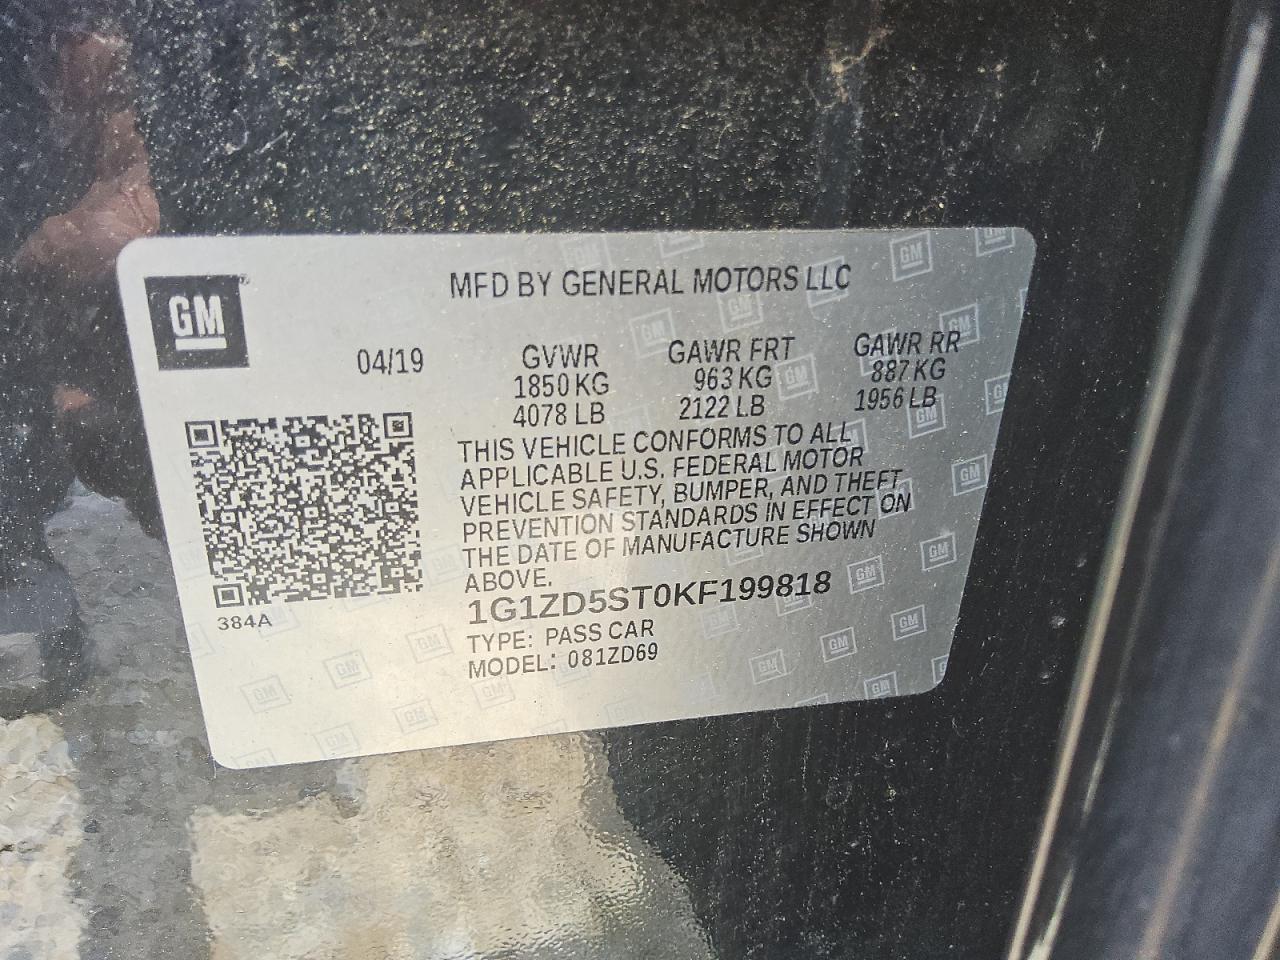 GM
MFD BY GENERAL MOTORS LLC
04/19 GVWR GAWR FRT GAWR RR
1850 KG 963 KG 887 KG
4078 LB 2122 LB 1956 LB
THIS VEHICLE CONFORMS TO ALL
APPLICABLE U.S. FEDERAL MOTOR
VEHICLE SAFETY, BUMPER, AND THEFT
PREVENTION STANDARDS IN EFFECT ON
THE DATE OF MANUFACTURE SHOWN
ABOVE.
1G1ZD5ST0KF199818
384A
TYPE: PASS CAR
MODEL: 081ZD69